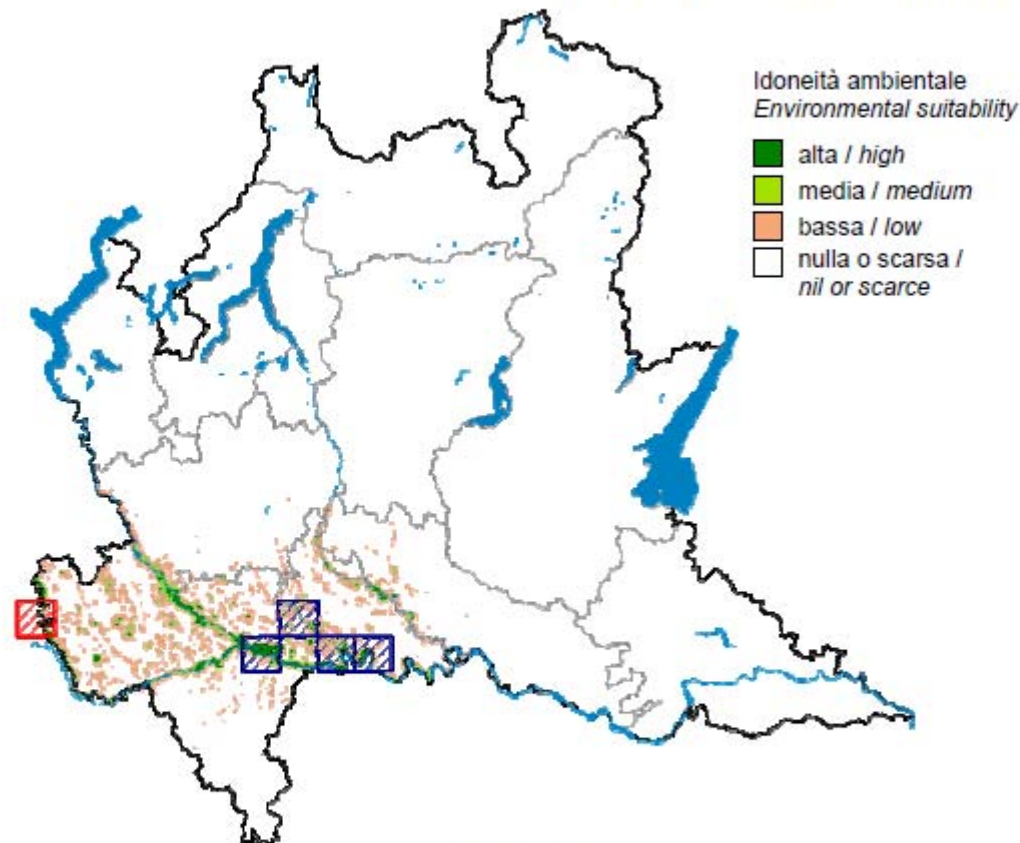 Idoneità ambientale
Environmental suitability
alta / high
media / medium
bassa / low
nulla o scarsa /
nil or scarce